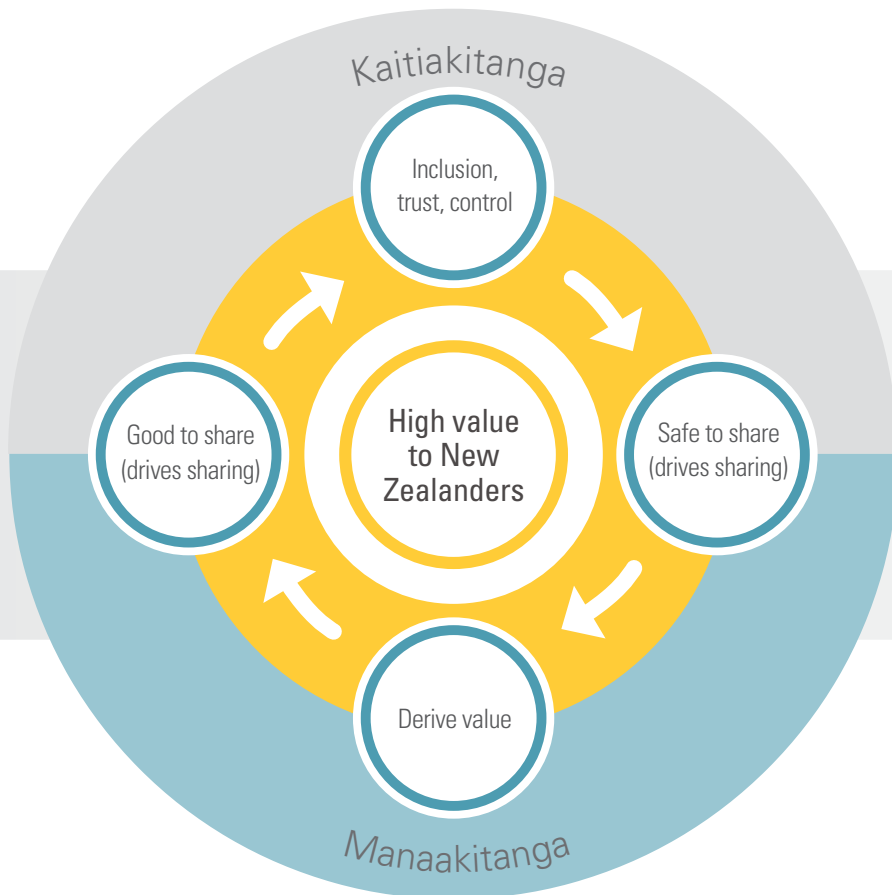 Kaitiakitanga
Inclusion,
trust, control
Good to share
(drives sharing)
High value
to New
Zealanders
Safe to share
(drives sharing)
Derive value
Manaakitanga